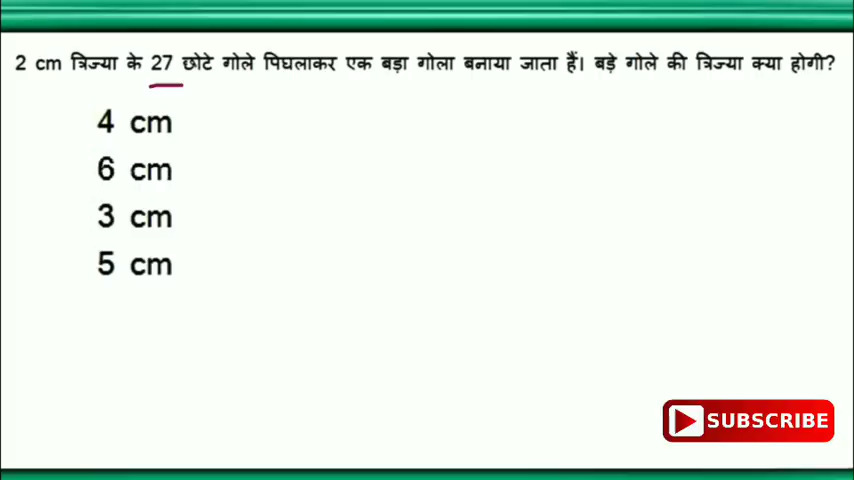 2 cm त्रिज्या के 27 छोटे गोले पिघलाकर एक बड़ा गोला बनाया जाता हैं। बड़े गोले की त्रिज्या क्या होगी?
4 cm
6 cm
3 cm
5 cm
SUBSCRIBE